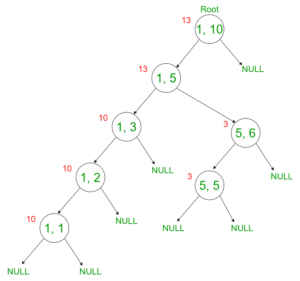 Root
13
1, 10
13
1, 5
NULL
10
1, 3
3
5, 6
10
1, 2
NULL
3
5, 5
NULL
10
1, 1
NULL
NULL
NULL
NULL
NULL